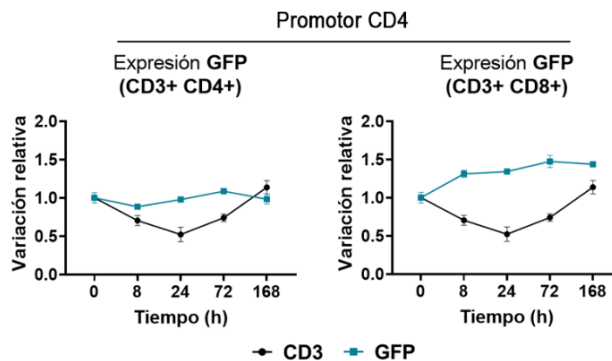 Promotor CD4
Expresión GFP
(CD3+ CD4+)
Variación relativa
2.0
1.5
1.0
0.5
0.0
0 8 24 72 168
Tiempo (h)
Expresión GFP
(CD3+ CD8+)
Variación relativa
2.0
1.5
1.0
0.5
0.0
0 8 24 72 168
Tiempo (h)
CD3 GFP